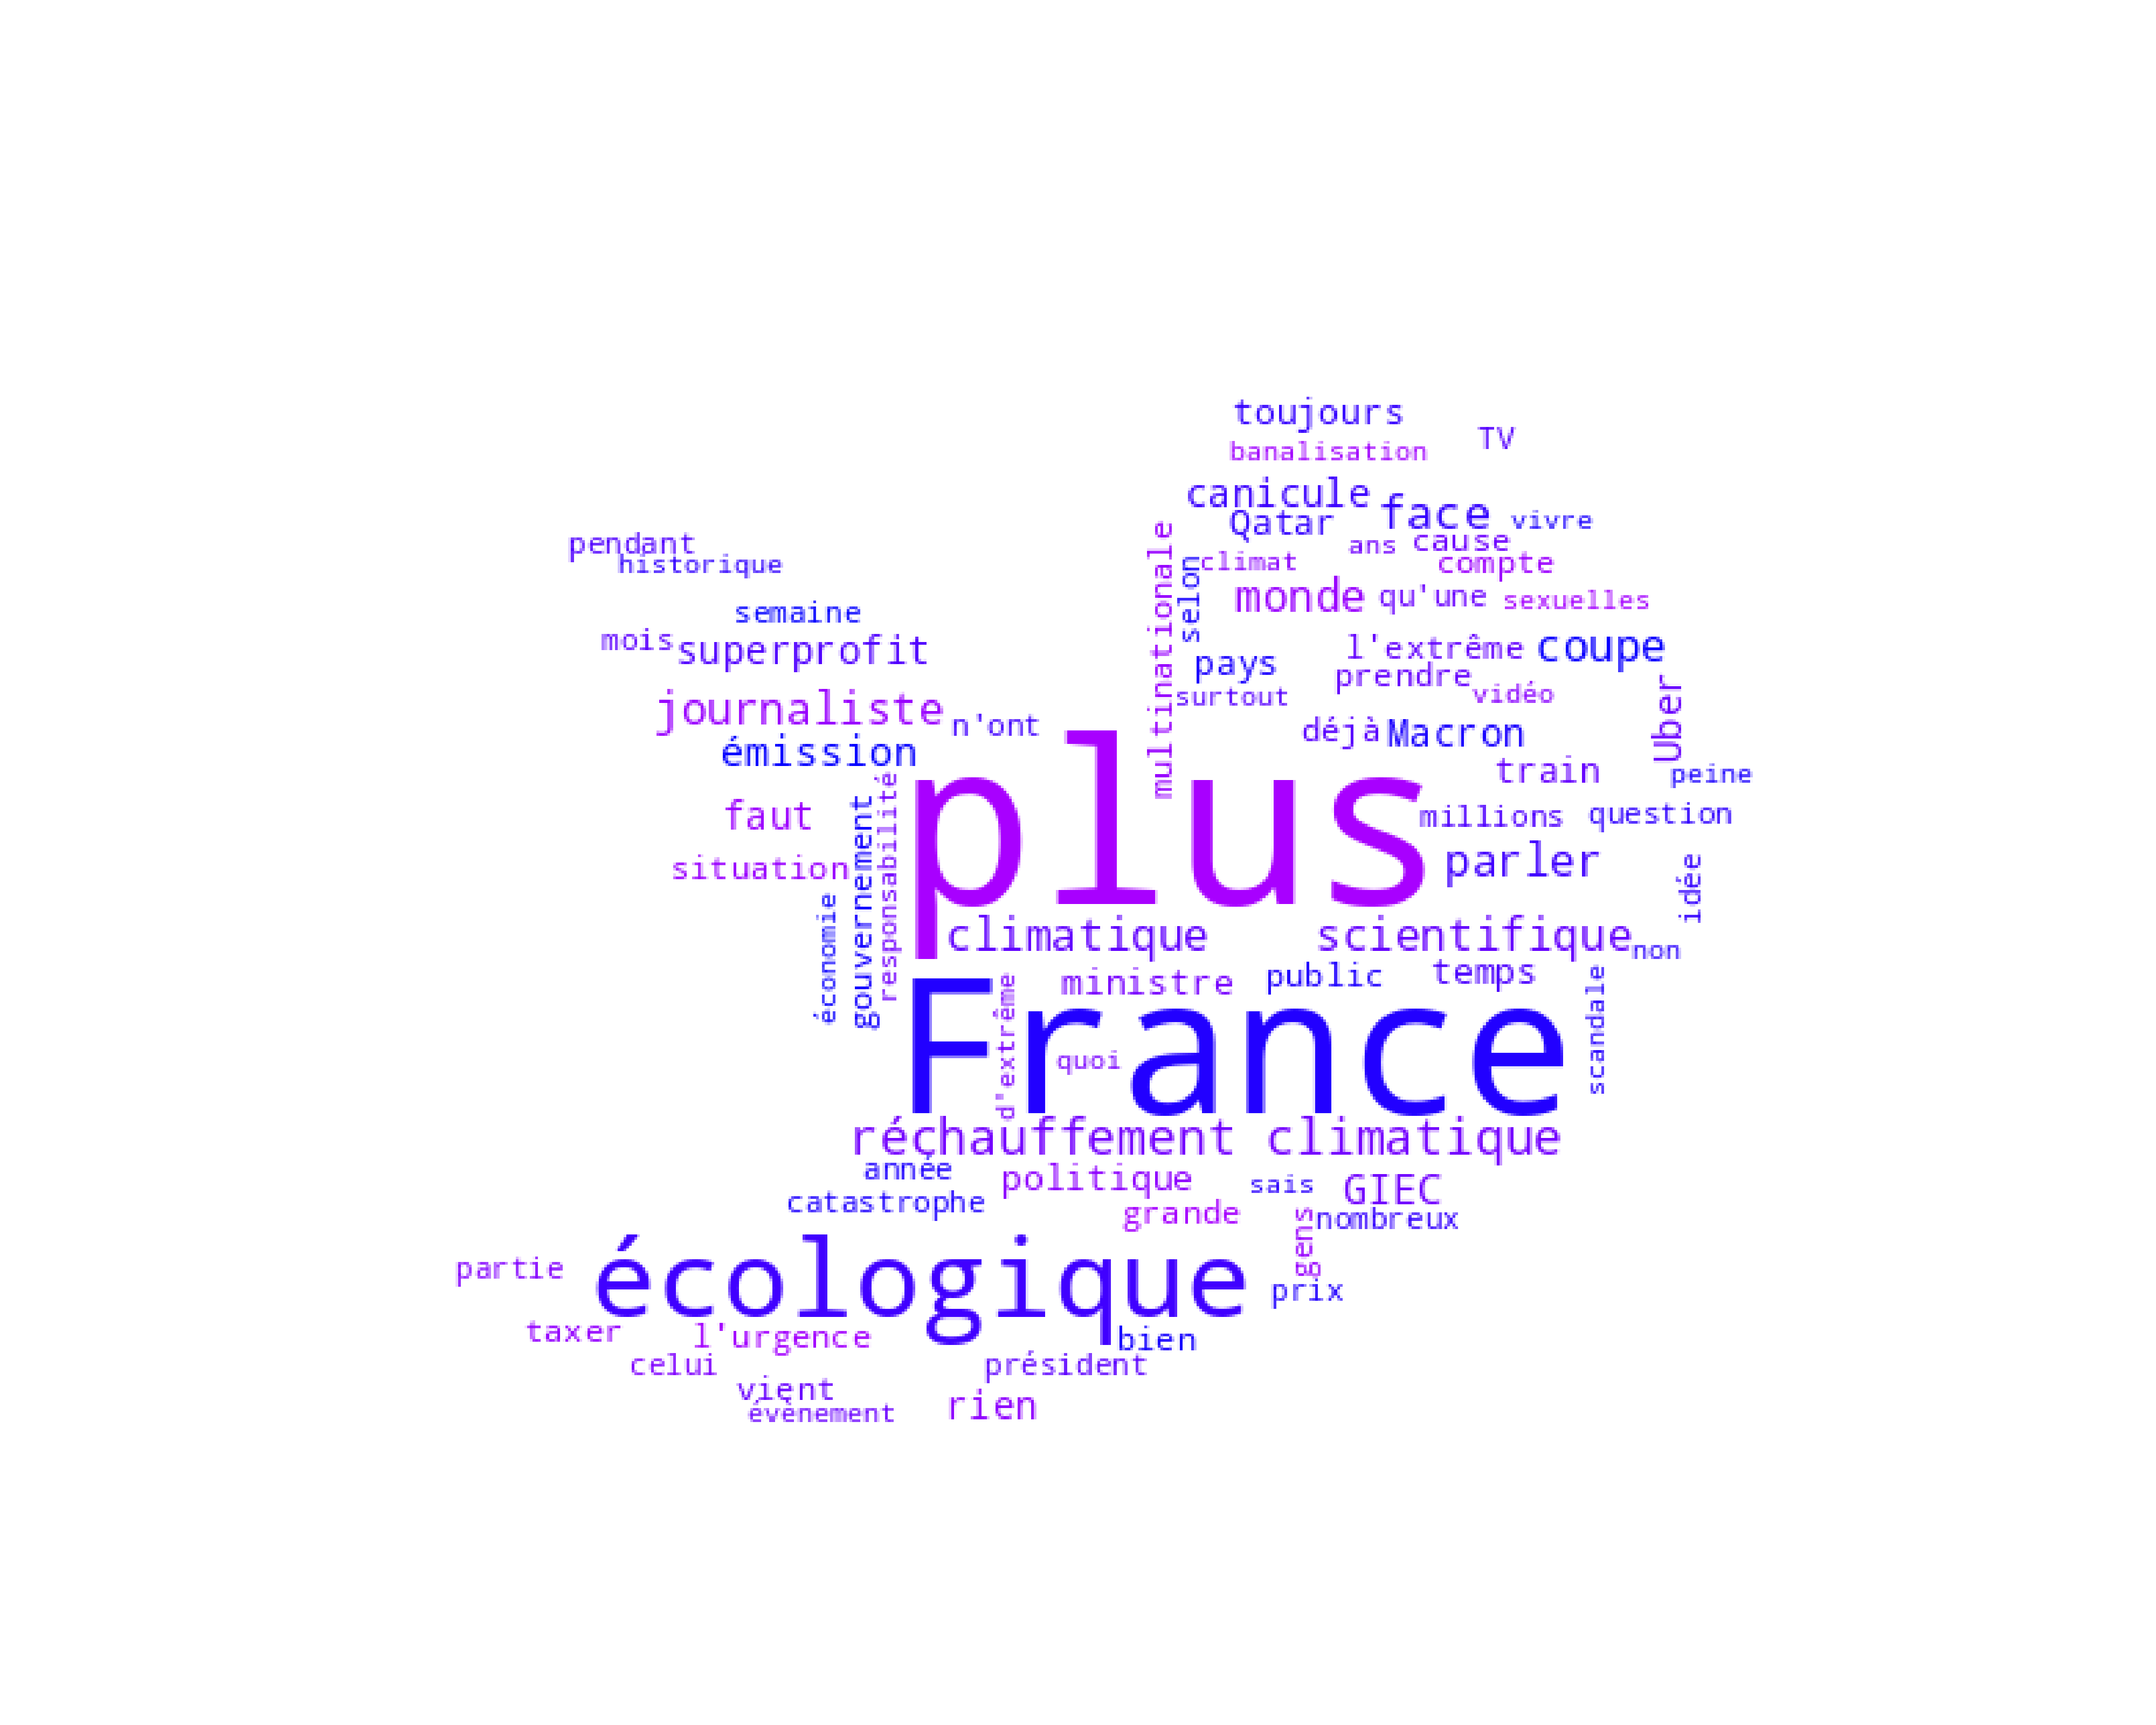 toujours
TV
banalisation
canicule
face
Qatar
vivre
pendant
ans
cause
historique
climat
compte
multinationale
selon
monde
qu'une
sexuelles
semaine
mois
superprofit
l'extrême
coupe
pays
prendre
surtout
vidéo
journaliste
n'ont
Uber
déjà
Macron
émission
train
peine
plus
faut
millions
question
situation
gouvernement
responsabilité
parler
idée
économie
climatique
scientifique
non
ministre
public
temps
scandale
France
d'extrême
quoi
réchauffement climatique
année
politique
sais
GIEC
catastrophe
grande
nombreux
gens
partie
écologique
prix
taxer
l'urgence
bien
celui
président
vient
rien
évènement